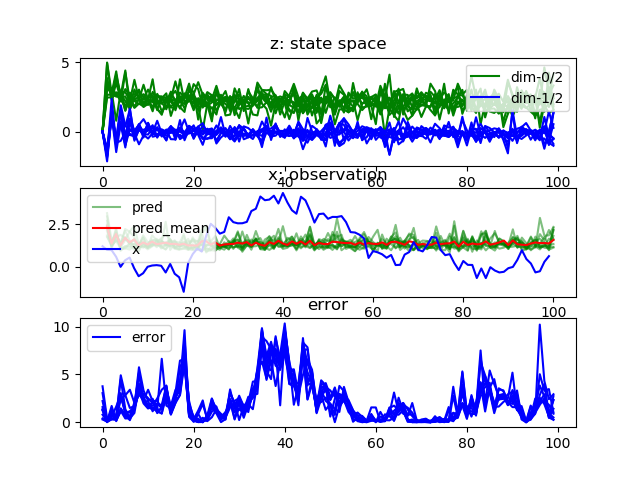 z: state space
5
0
dim-0/2
dim-1/2
0 20 40 60 80 100
x: observation
2.5
0.0
pred
pred_mean
x
0 20 40 60 80 100
error
10
5
0
error
0 20 40 60 80 100